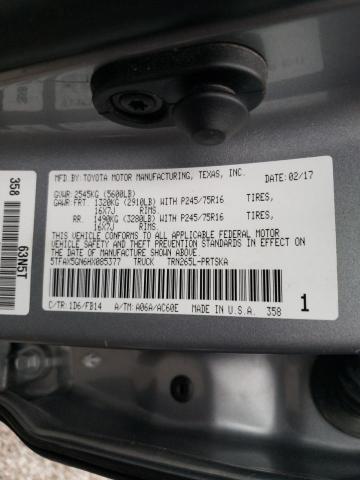 MFD BY: TOYOTA MOTOR MANUFACTURING, TEXAS, INC. DATE: 02/17
GVWR 2545KG (5600LB)
GAWR: FRT. 1320KG (2910LB) WITH P245/75R16 TIRES,
16X7J RIMS.
RR. 1490KG (3280LB) WITH P245/75R16 TIRES,
16X7J RIMS.
THIS VEHICLE CONFORMS TO ALL APPLICABLE FEDERAL MOTOR
VEHICLE SAFETY AND BUMPER STANDARDS IN EFFECT ON THE DATE
OF MANUFACTURE SHOWN ABOVE.
5TFAX5GN6HX085377 TRUCK TRN265L-PRTSKA
C/TR: 1D6/FB14 A/TM: A06A/AC60E MADE IN U.S.A. 358 1
358
63N5T